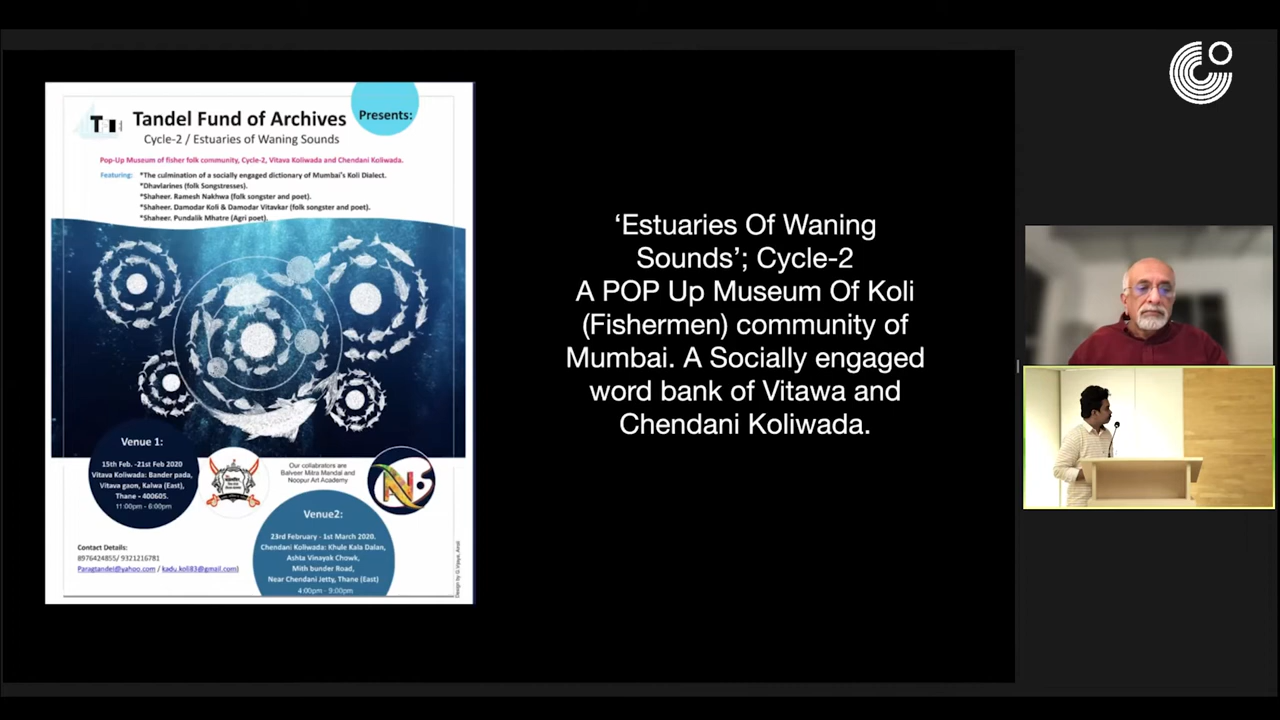 Tandel Fund of Archives
Presents:
Cycle-2 / Estuaries of Waning Sounds
Pop-Up Museum of fisher folk community, Cycle-2, Vitava Koliwada and Chendani Koliwada.
Featuring: *The culmination of a socially engaged dictionary of Mumbai's Koli Dialect.
*Dhavlarines (folk Songstresses).
*Shaheer. Ramesh Nakhwa (folk songster and poet).
*Shaheer. Damodar Koli & Damodar Vitavkar (folk songster and poet).
*Shaheer. Pundalik Mhatre (Agri poet).
Venue 1:
15th Feb. -21st Feb 2020
Vitava Koliwada: Bander pada,
Vitava gaon, Kalwa (East),
Thane - 400605.
11:00pm - 6:00pm
Our collabrators are
Balveer Mitra Mandal and
Noopur Art Academy
Venue2:
23rd February - 1st March 2020.
Chendani Koliwada: Khule Kala Dalan,
Ashta Vinayak Chowk,
Mith bunder Road,
Near Chendani Jetty, Thane (East)
4:00pm - 9:00pm
Contact Details:
8976424855/ 9321216781
Paragtandel@yahoo.com / kadu.koli83@gmail.com)
‘Estuaries Of Waning
Sounds’; Cycle-2
A POP Up Museum Of Koli
(Fishermen) community of
Mumbai. A Socially engaged
word bank of Vitawa and
Chendani Koliwada.